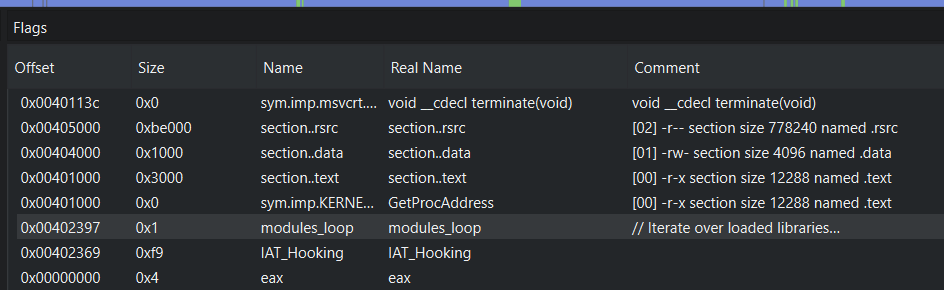 Flags
Offset Size Name Real Name Comment
0x0040113c 0x0 sym.imp.msvcrt.... void __cdecl terminate(void) void __cdecl terminate(void)
0x00405000 0xbe000 section..rsrc section..rsrc [02] -r-- section size 778240 named .rsrc
0x00404000 0x1000 section..data section..data [01] -rw- section size 4096 named .data
0x00401000 0x3000 section..text section..text [00] -r-x section size 12288 named .text
0x00401000 0x0 sym.imp.KERNE... GetProcAddress [00] -r-x section size 12288 named .text
0x00402397 0x1 modules_loop modules_loop // Iterate over loaded libraries...
0x00402369 0xf9 IAT_Hooking IAT_Hooking
0x00000000 0x4 eax eax